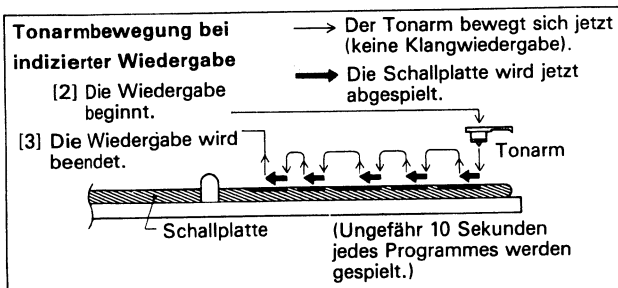 Tonarmbewegung bei
indizierter Wiedergabe
→ Der Tonarm bewegt sich jetzt
(keine Klangwiedergabe).
➡ Die Schallplatte wird jetzt
abgespielt.
[2] Die Wiedergabe
beginnt.
[3] Die Wiedergabe wird
beendet.
Tonarm
Schallplatte
(Ungefähr 10 Sekunden
jedes Programmes werden
gespielt.)